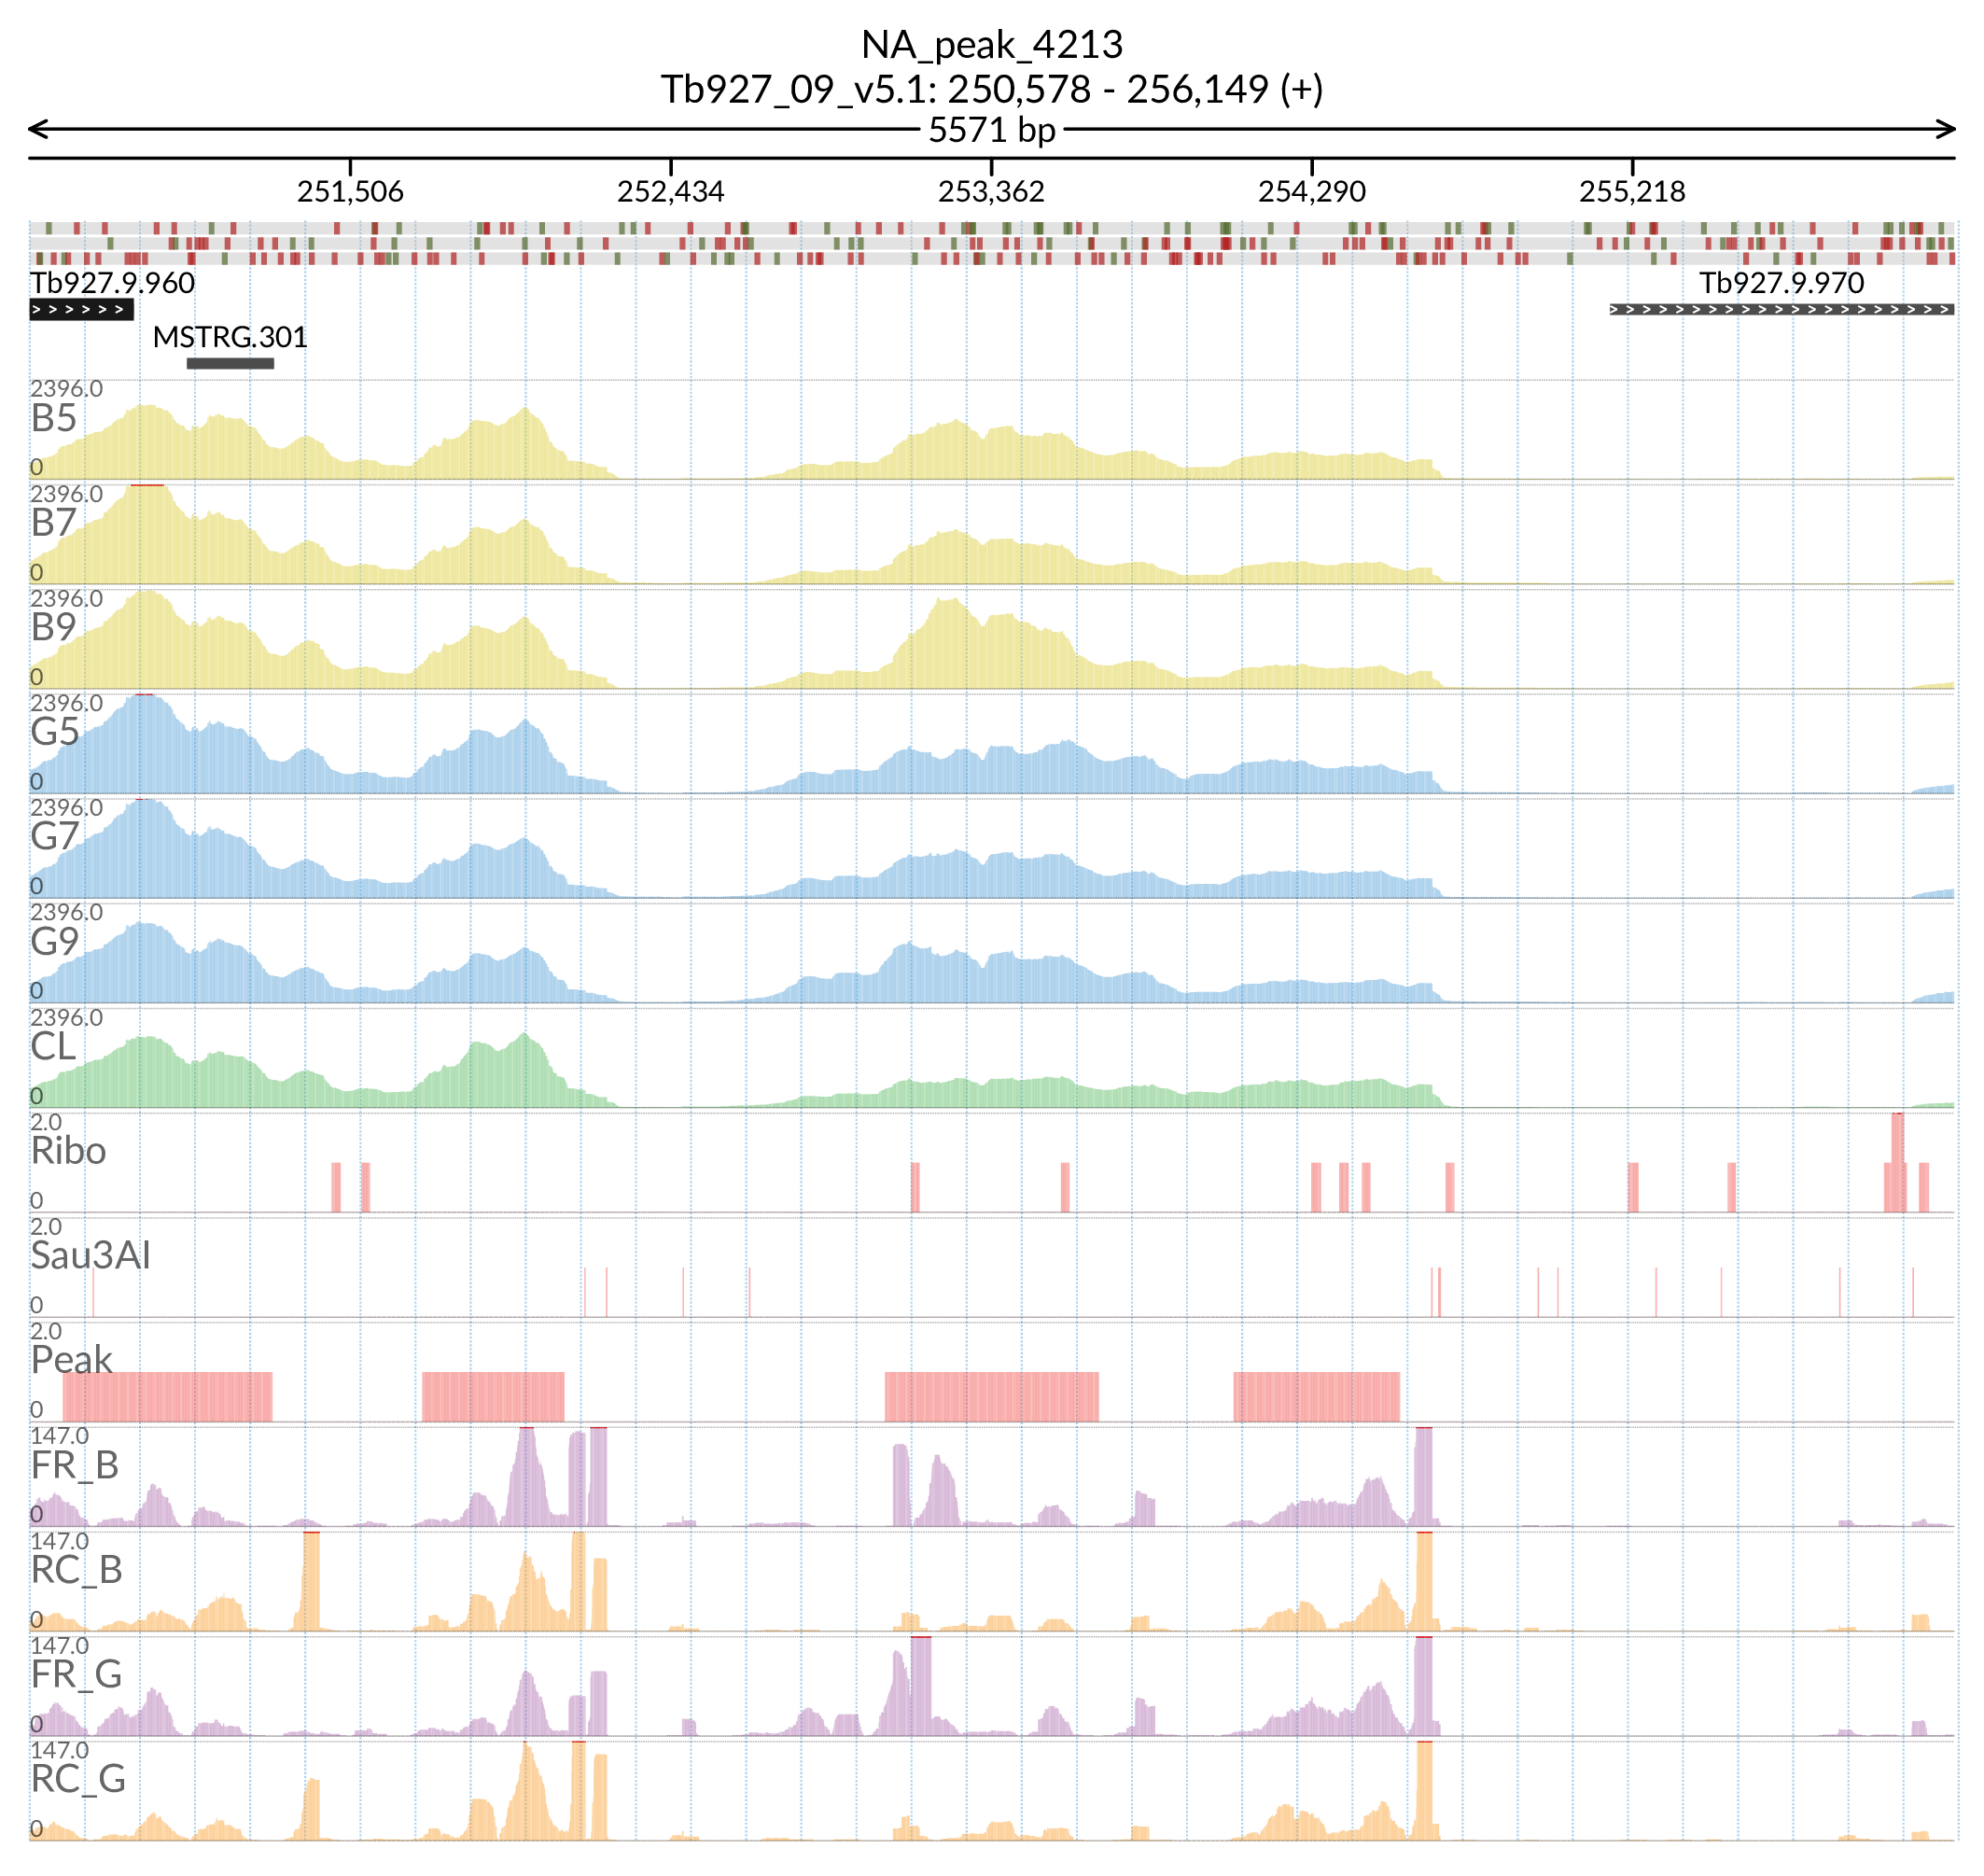 NA_peak_4213
Tb927_09_v5.1: 250,578 - 256,149 (+)
5571 bp
251,506 252,434 253,362 254,290 255,218
Tb927.9.960 Tb927.9.970
MSTRG.301
2396.0
B5
0
2396.0
B7
0
2396.0
B9
0
2396.0
G5
0
2396.0
G7
0
2396.0
G9
0
2396.0
CL
0
2.0
Ribo
0
2.0
Sau3AI
0
2.0
Peak
0
147.0
FR_B
0
147.0
RC_B
0
147.0
FR_G
0
147.0
RC_G
0